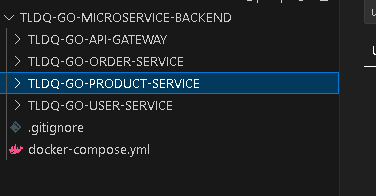 TLDQ-GO-MICROSERVICE-BACKEND
TLDQ-GO-API-GATEWAY
TLDQ-GO-ORDER-SERVICE
TLDQ-GO-PRODUCT-SERVICE
TLDQ-GO-USER-SERVICE
.gitignore
docker-compose.yml